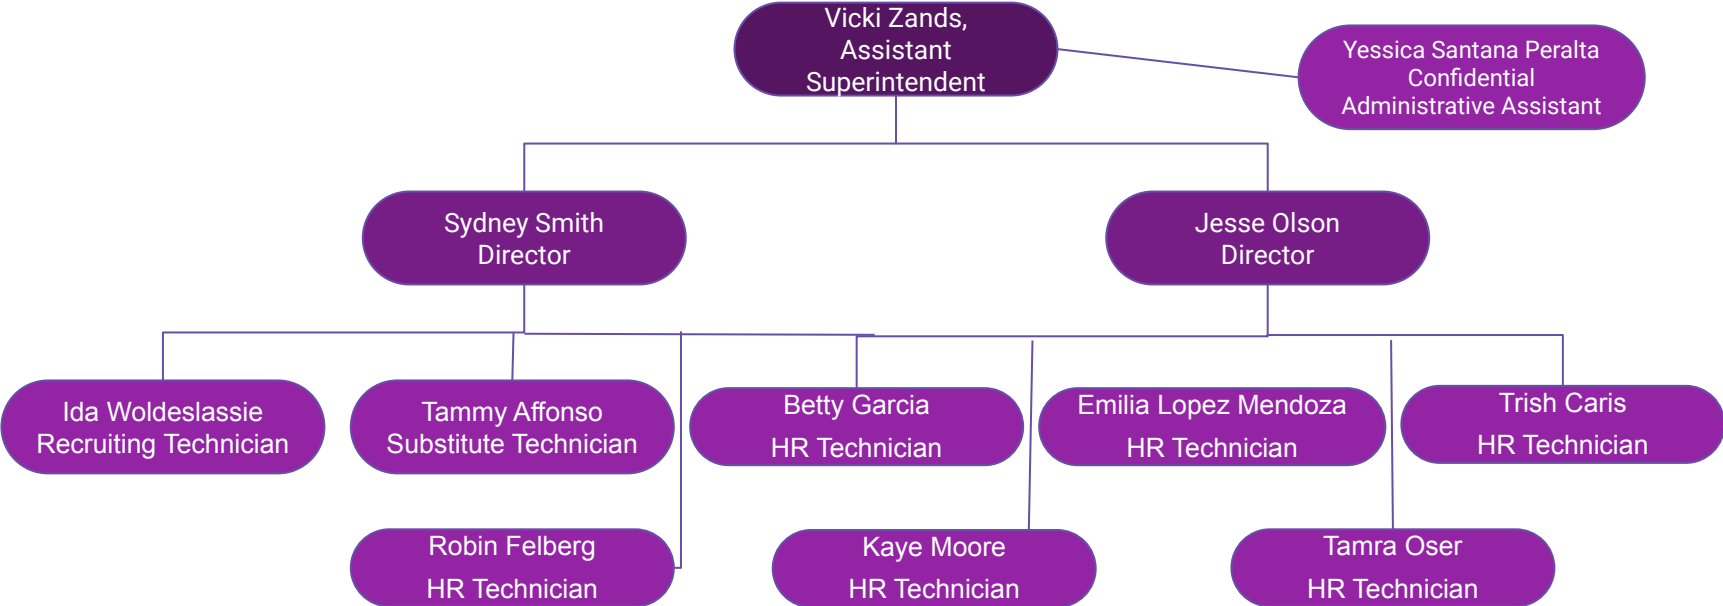 Vicki Zands,
Assistant
Superintendent
Yessica Santana Peralta
Confidential
Administrative Assistant
Sydney Smith
Director
Jesse Olson
Director
Ida Woldeslassie
Recruiting Technician
Tammy Affonso
Substitute Technician
Betty Garcia
HR Technician
Emilia Lopez Mendoza
HR Technician
Trish Caris
HR Technician
Robin Felberg
HR Technician
Kaye Moore
HR Technician
Tamra Oser
HR Technician